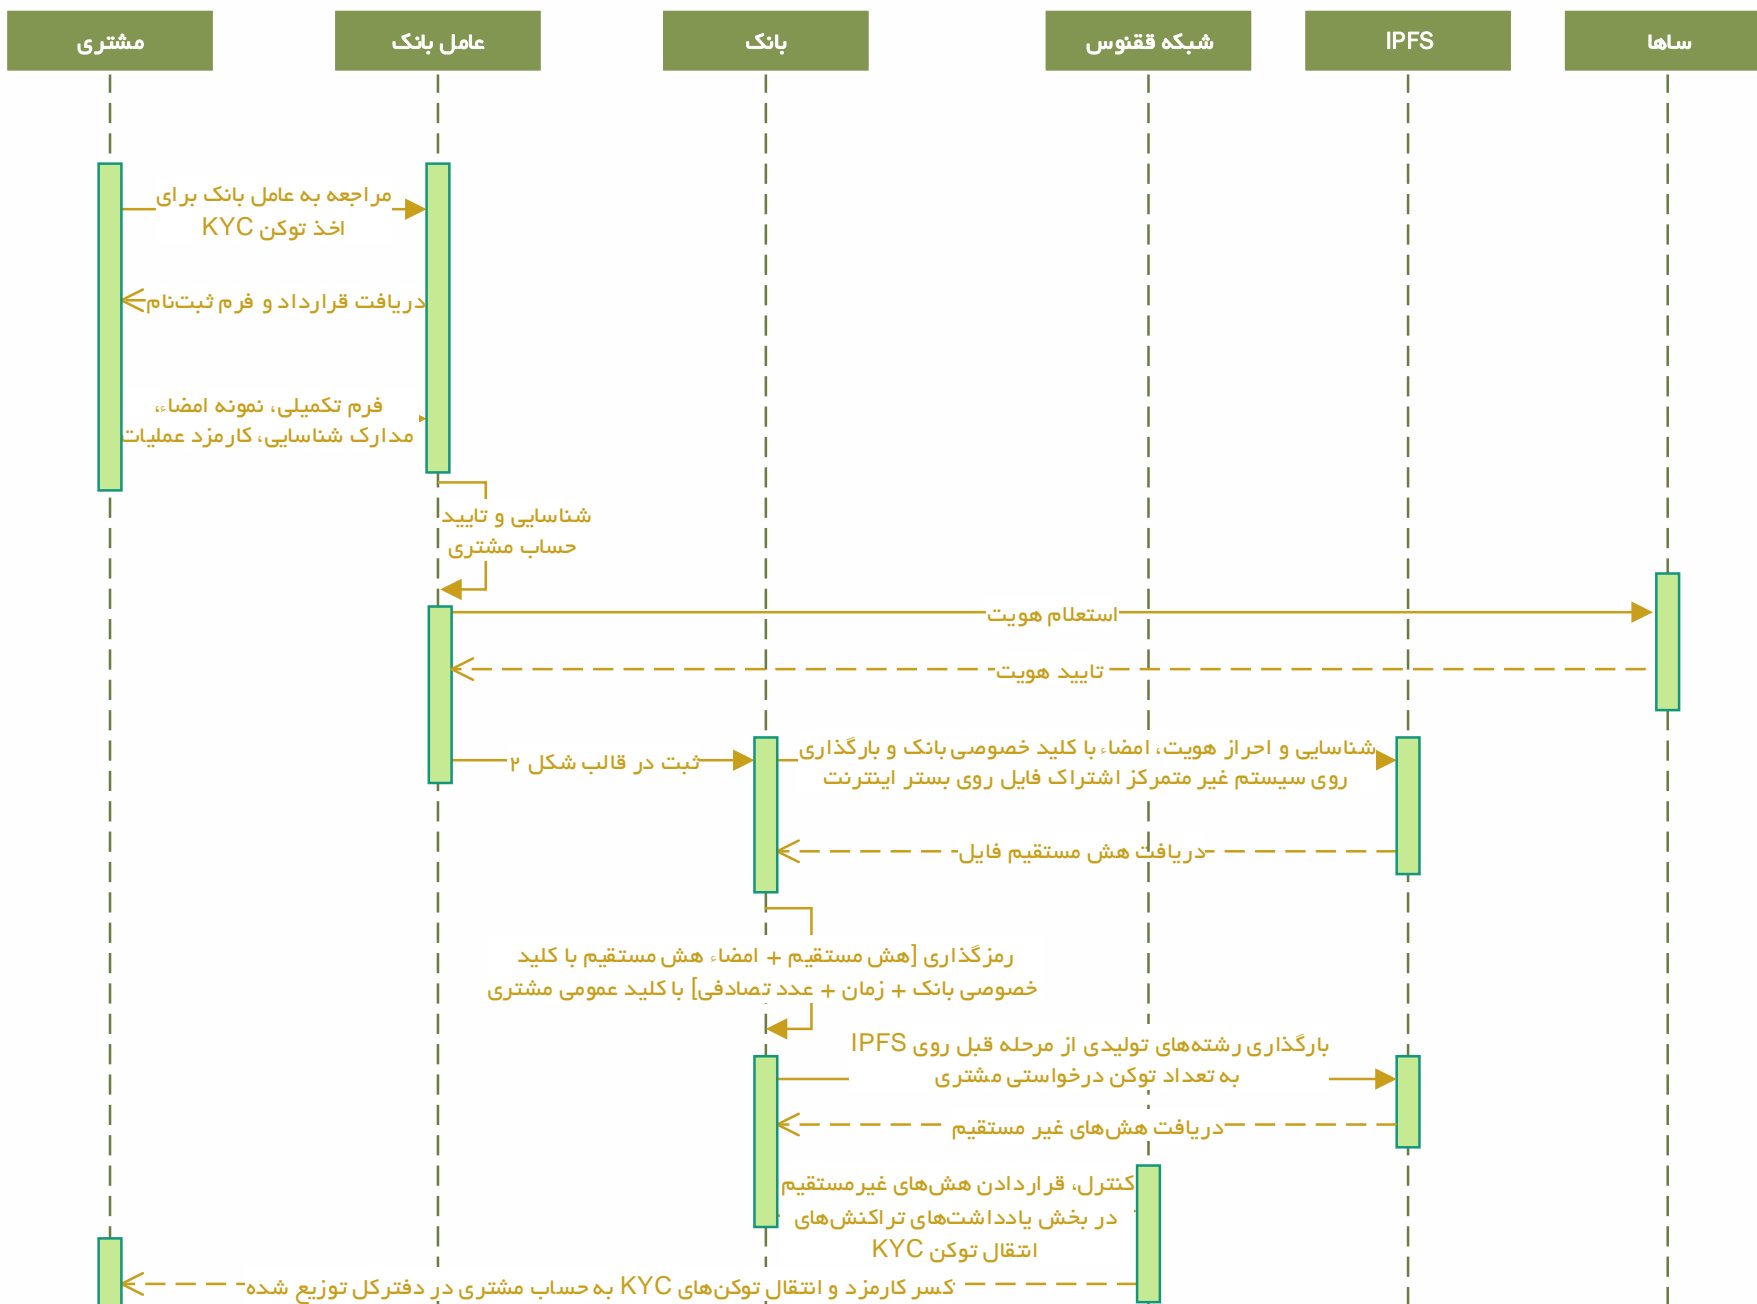 مشتری
عامل بانک
بانک
شبکه ققنوس
IPFS
ساها
مراجعه به عامل بانک برای
اخذ توکن KYC
دریافت قرارداد و فرم ثبت‌نام
فرم تکمیلی، نمونه امضاء،
مدارک شناسایی، کارمزد عملیات
شناسایی و تایید
حساب مشتری
استعلام هویت
تایید هویت
ثبت در قالب شکل ۲
شناسایی و احراز هویت، امضاء با کلید خصوصی بانک و بارگذاری
روی سیستم غیر متمرکز اشتراک فایل روی بستر اینترنت
دریافت هش مستقیم فایل
رمزگذاری [هش مستقیم + امضاء هش مستقیم با کلید
خصوصی بانک + زمان + عدد تصادفی] با کلید عمومی مشتری
بارگذاری رشته‌های تولیدی از مرحله قبل روی IPFS
به تعداد توکن درخواستی مشتری
دریافت هش‌های غیر مستقیم
کنترل، قراردادن هش‌های غیرمستقیم
در بخش یادداشت‌های تراکنش‌های
انتقال توکن KYC
کسر کارمزد و انتقال توکن‌های KYC به حساب مشتری در دفترکل توزیع شده